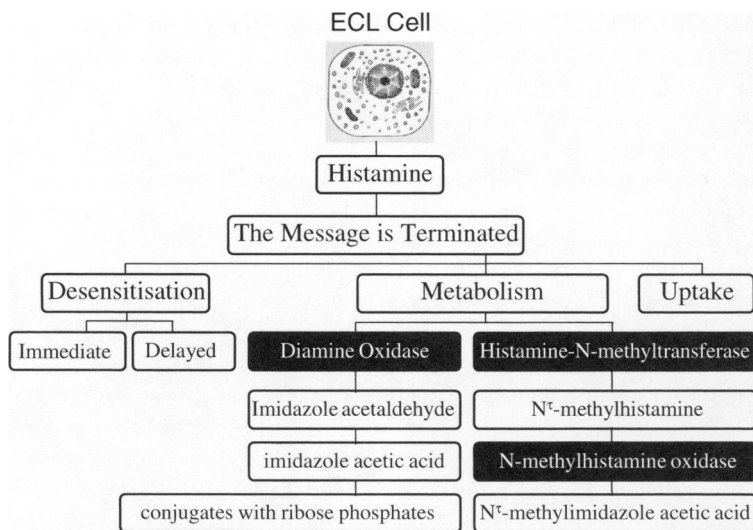 ECL Cell
Histamine
The Message is Terminated
Desensitisation
Metabolism
Uptake
Immediate
Delayed
Diamine Oxidase
Histamine-N-methyltransferase
Imidazole acetaldehyde
Nτ-methylhistamine
imidazole acetic acid
N-methylhistamine oxidase
conjugates with ribose phosphates
Nτ-methylimidazole acetic acid